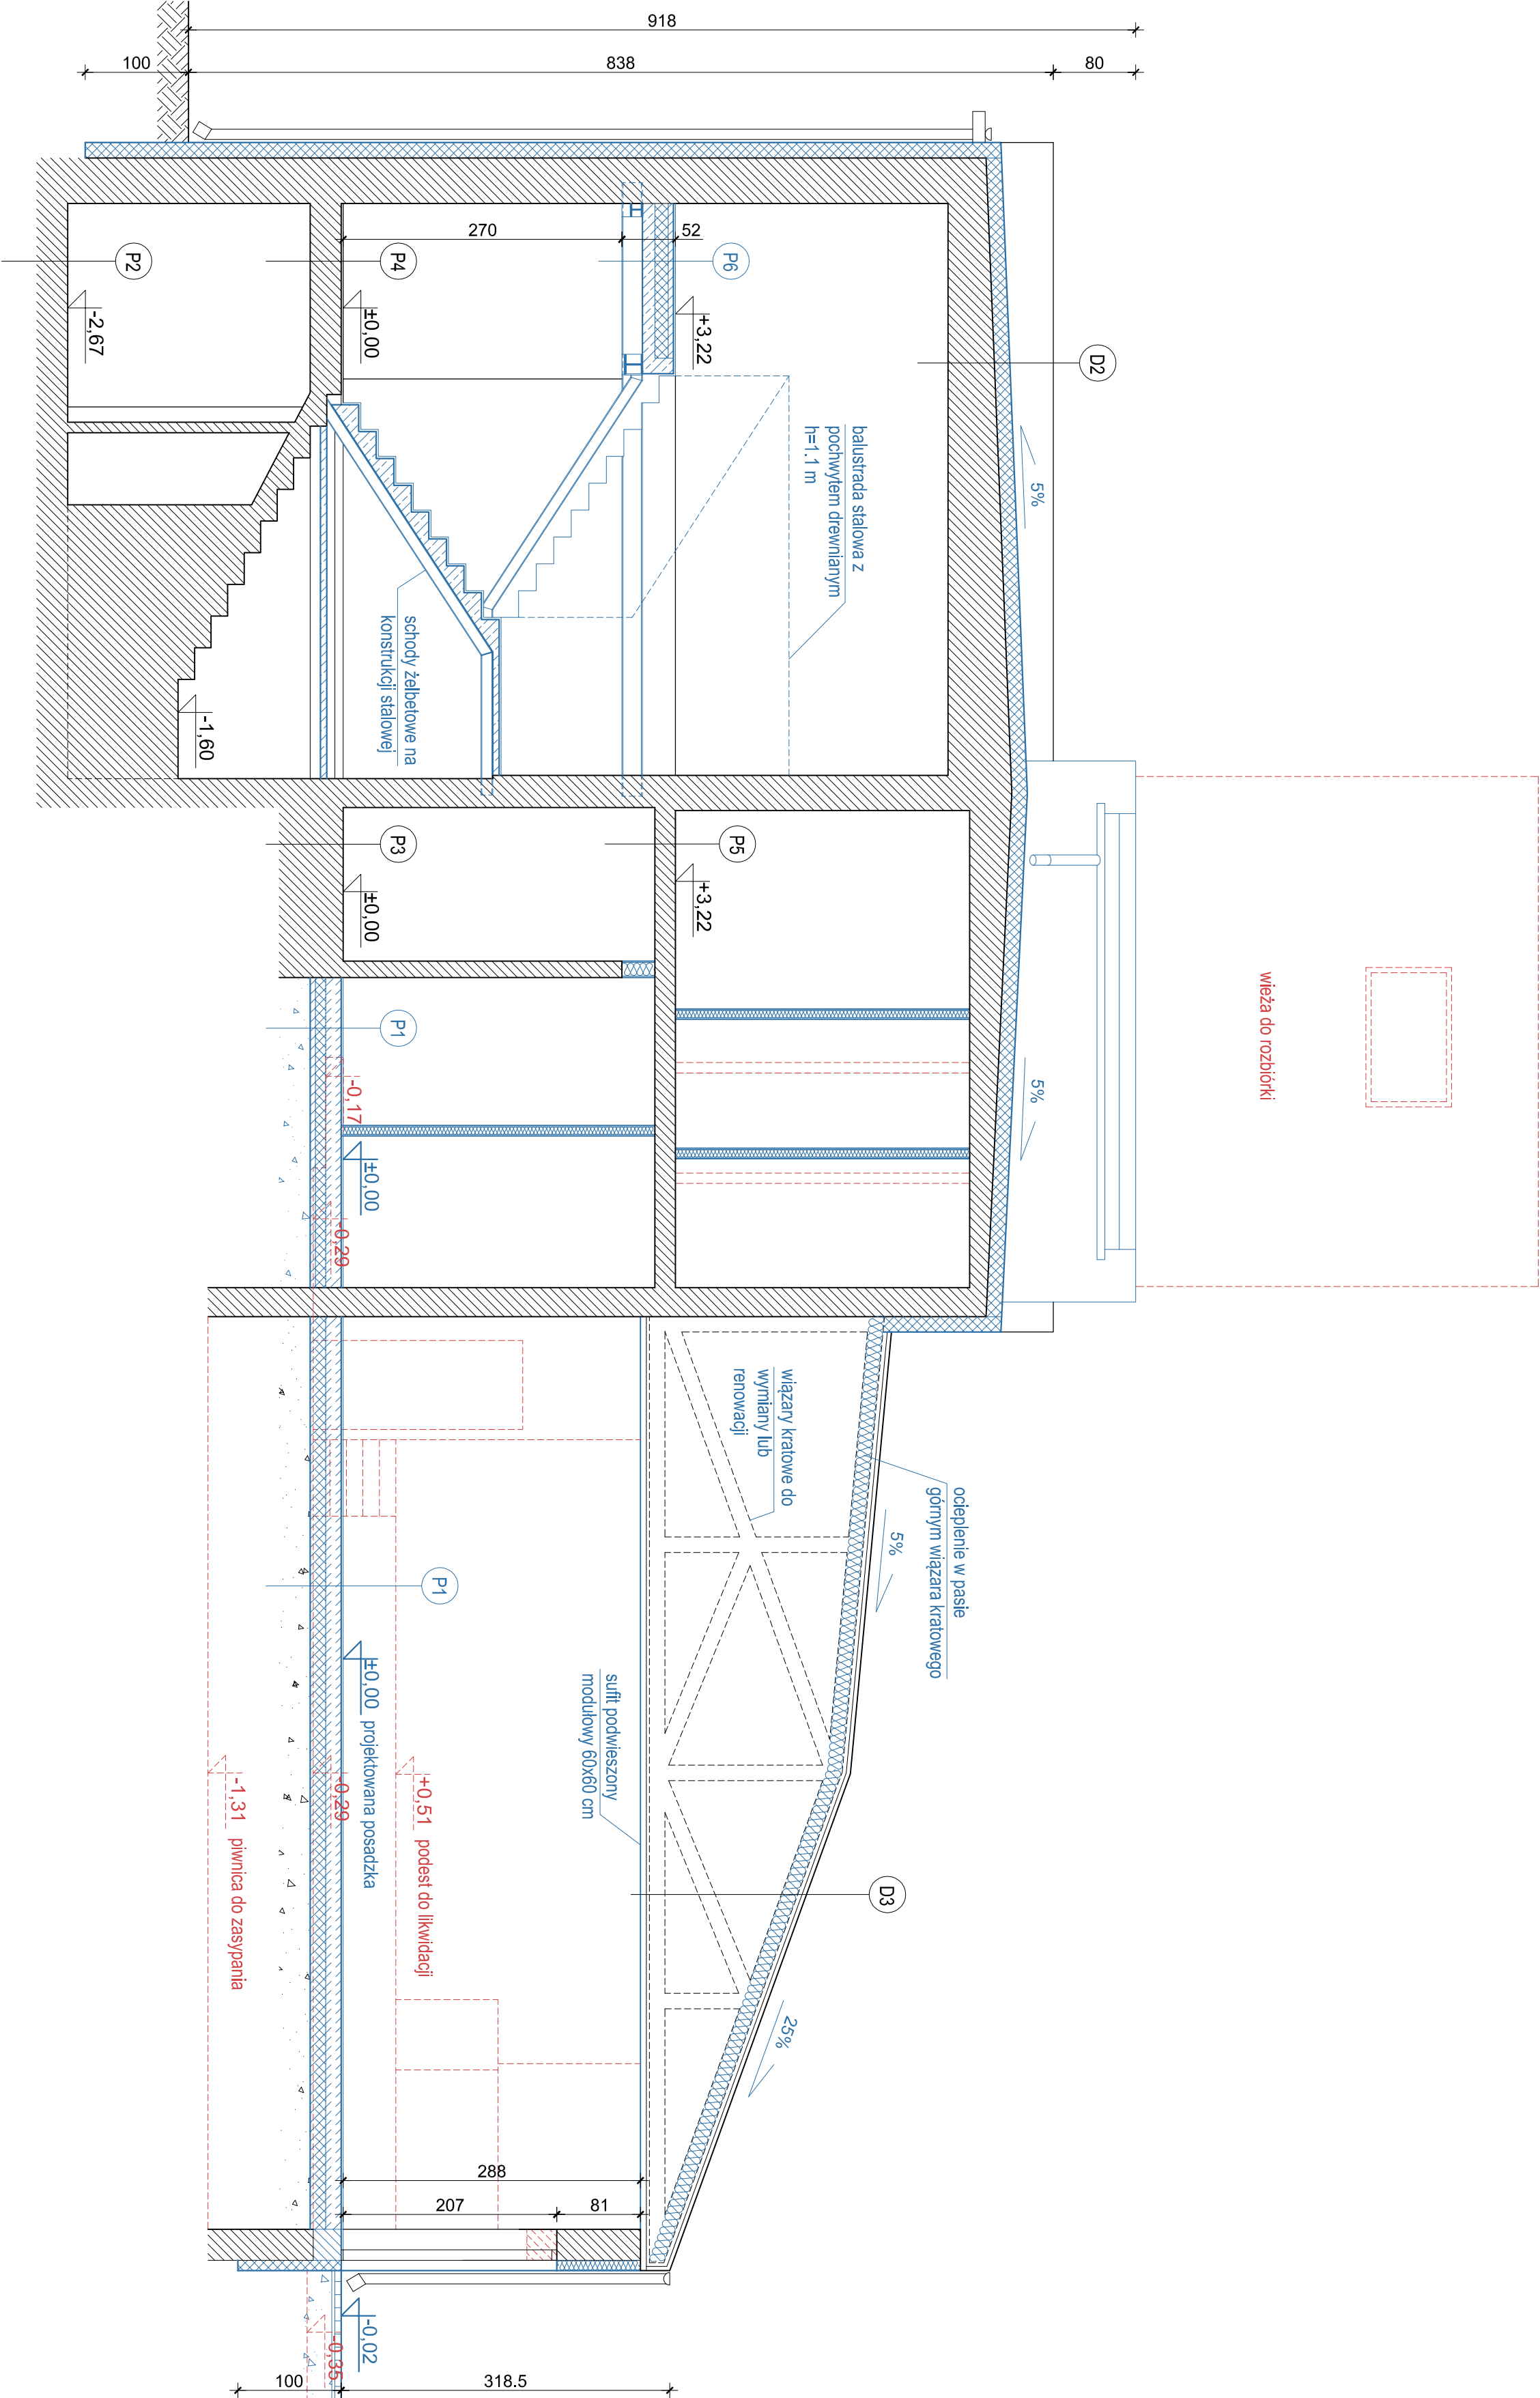 918
100
838
80
270
52
P2
P4
P6
D2
-2,67
±0,00
+3,22
balustrada stalowa z
pochwytem drewnianym
h=1.1 m
5%
schody żelbetowe na
konstrukcji stalowej
-1,60
P3
P5
±0,00
+3,22
wieża do rozbiórki
P1
5%
-0,17
±0,00
-0,29
wiązary kratowe do
wymiany lub
renowacji
ocieplenie w pasie
górnym wiązara kratowego
5%
P1
±0,00 projektowana posadzka
sufit podwieszony
modułowy 60x60 cm
-1,31 piwnica do zasypania
-0,29
+0,51 podest do likwidacji
D3
25%
288
207
81
-0,02
-0,35
100
318.5